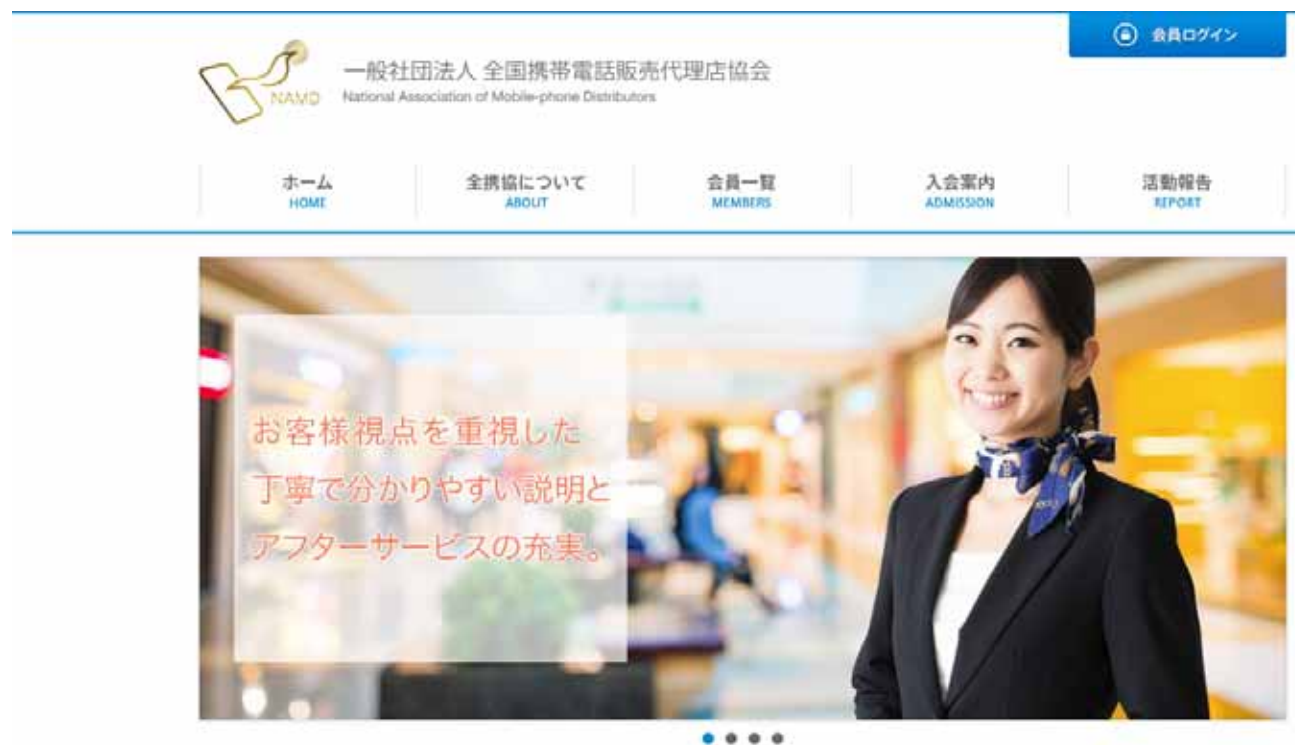 会員ログイン
NAMD
一般社団法人 全国携帯電話販売代理店協会
National Association of Mobile-phone Distributors
ホーム
HOME
全携協について
ABOUT
会員一覧
MEMBERS
入会案内
ADMISSION
活動報告
REPORT
お客様視点を重視した
丁寧で分かりやすい説明と
アフターサービスの充実。